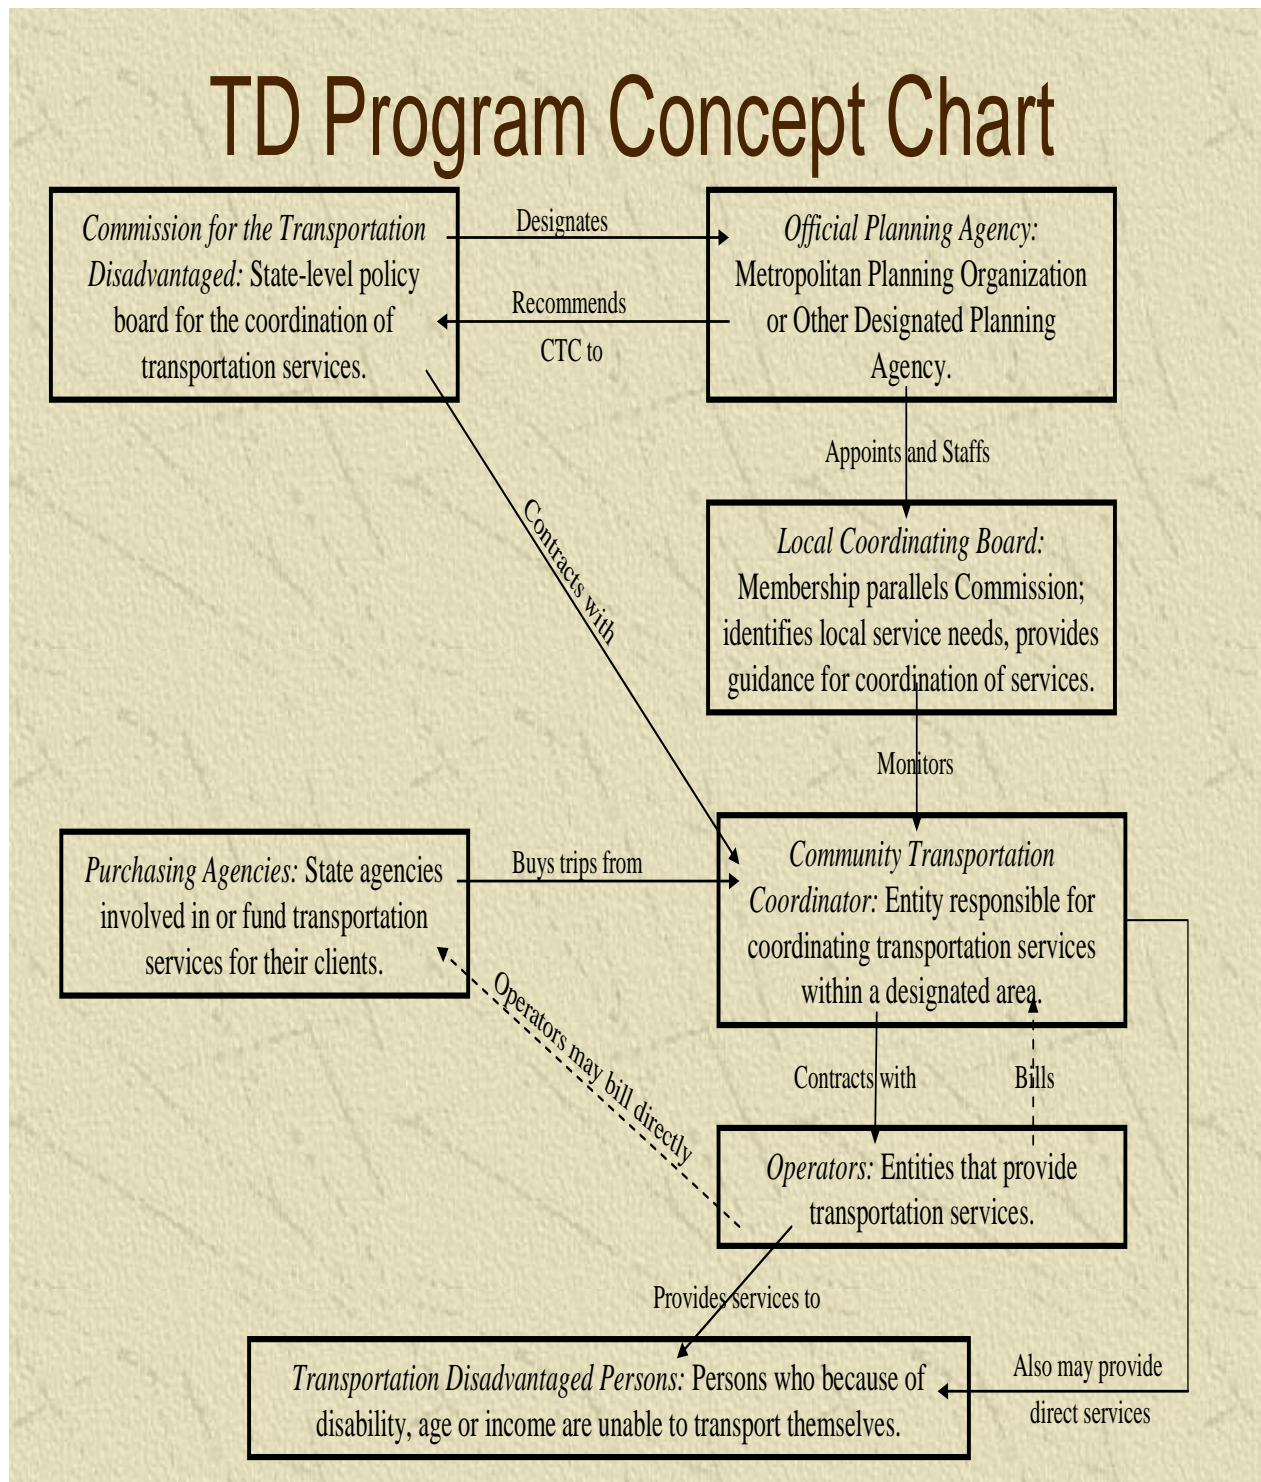 TD Program Concept Chart
Commission for the Transportation
Disadvantaged: State-level policy
board for the coordination of
transportation services.
Designates
Recommends
CTC to
Official Planning Agency:
Metropolitan Planning Organization
or Other Designated Planning
Agency.
Appoints and Staffs
Contracts with
Local Coordinating Board:
Membership parallels Commission;
identifies local service needs, provides
guidance for coordination of services.
Monitors
Purchasing Agencies: State agencies
involved in or fund transportation
services for their clients.
Buys trips from
Community Transportation
Coordinator: Entity responsible for
coordinating transportation services
within a designated area.
Operators may bill directly
Contracts with
Bills
Operators: Entities that provide
transportation services.
Provides services to
Transportation Disadvantaged Persons: Persons who because of
disability, age or income are unable to transport themselves.
Also may provide
direct services